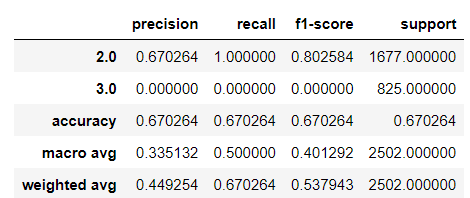 precision recall f1-score support
2.0 0.670264 1.000000 0.802584 1677.000000
3.0 0.000000 0.000000 0.000000 825.000000
accuracy 0.670264 0.670264 0.670264 0.670264
macro avg 0.335132 0.500000 0.401292 2502.000000
weighted avg 0.449254 0.670264 0.537943 2502.000000